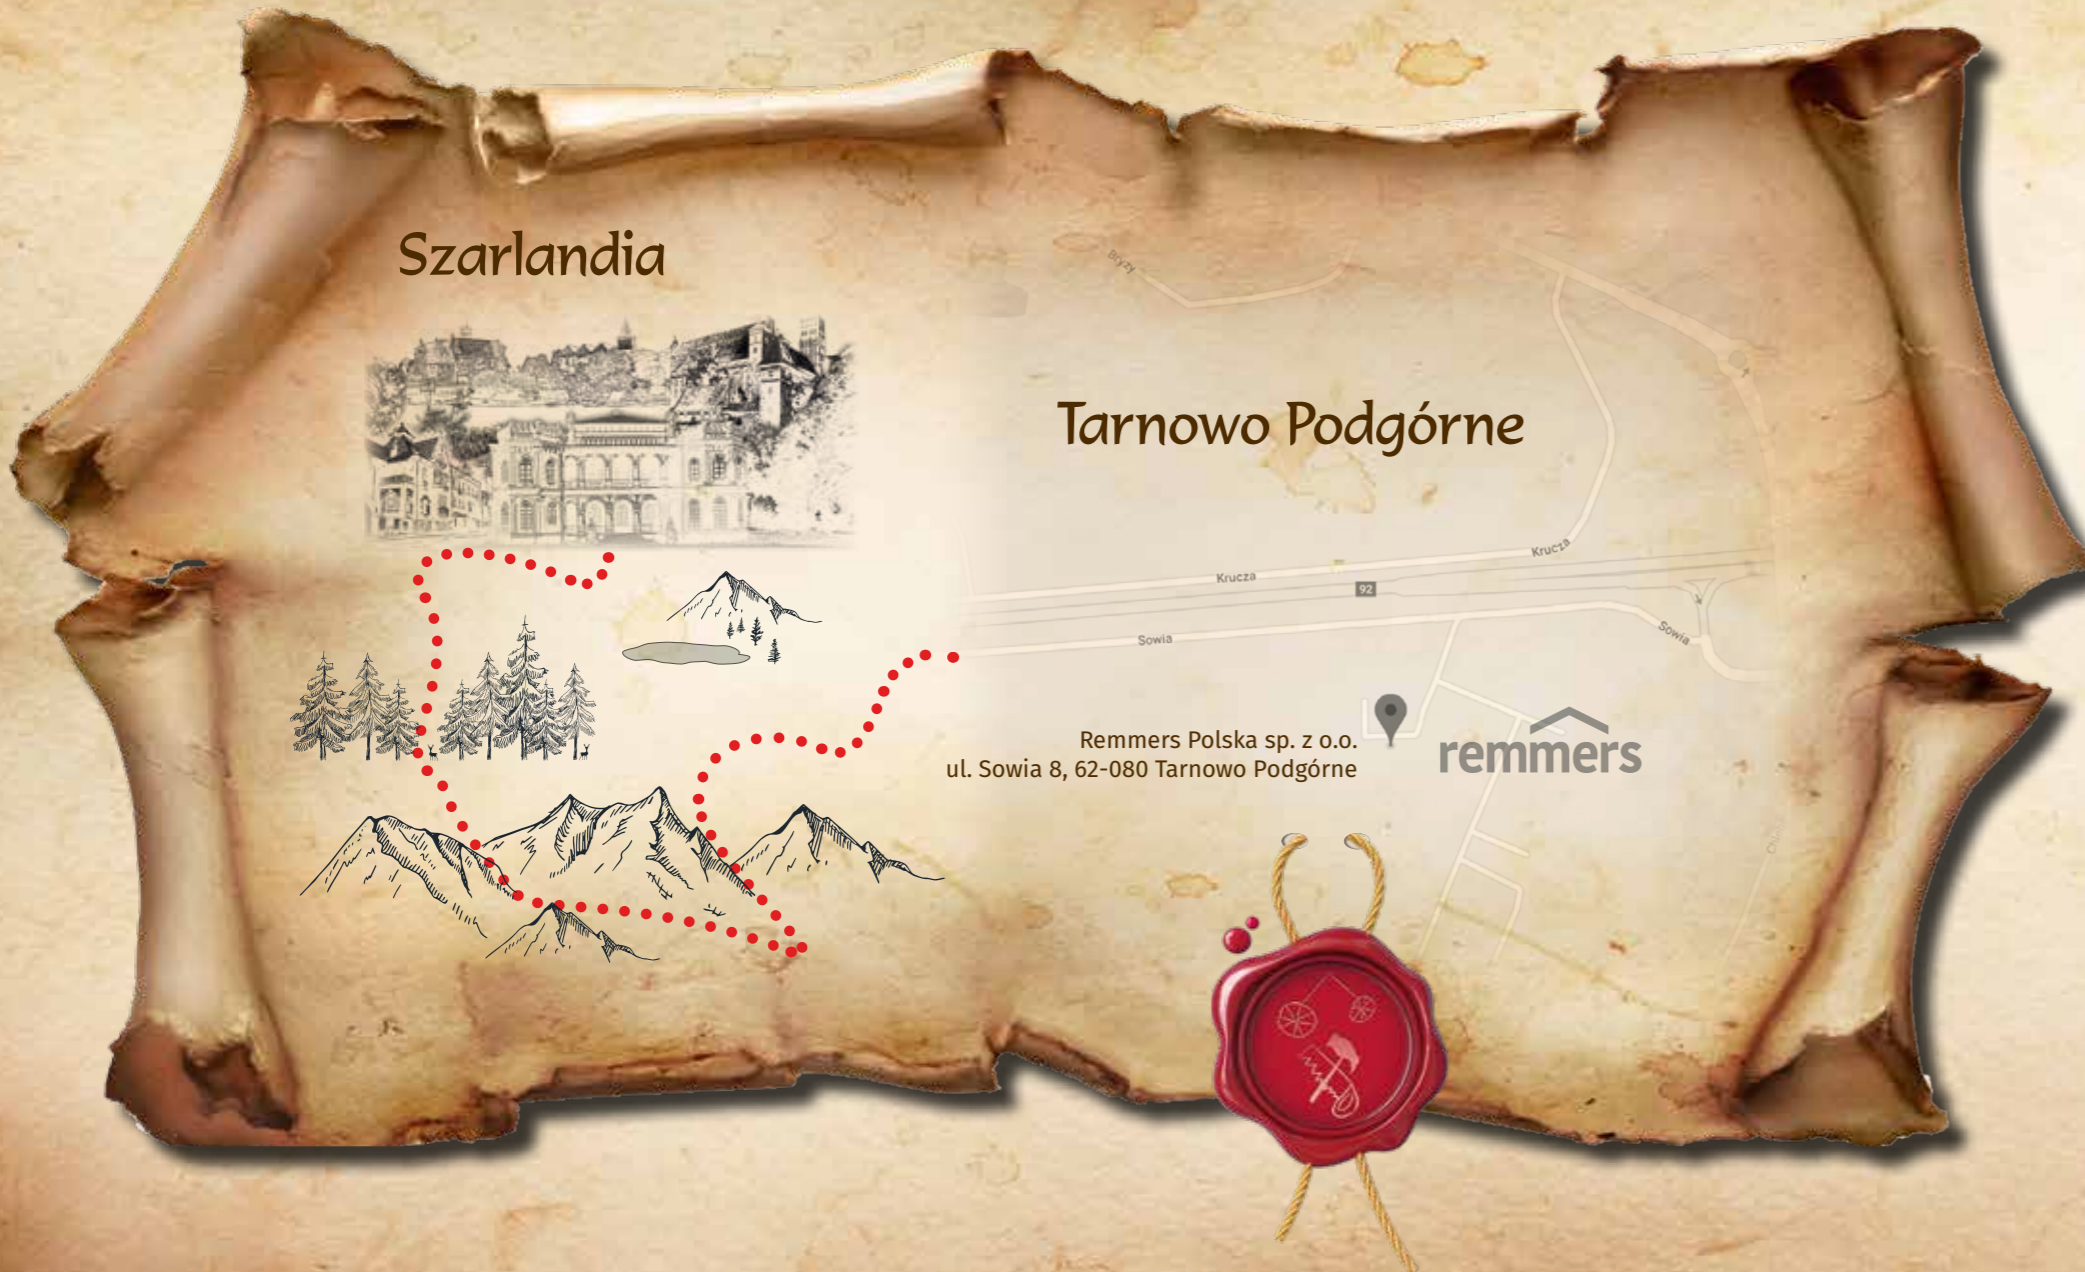 Szarlandia
Bryzy
Tarnowo Podgórne
Krucza
Krucza
92
Sowia
Sowia
Remmers Polska sp. z o.o.
ul. Sowia 8, 62-080 Tarnowo Podgórne
remmers